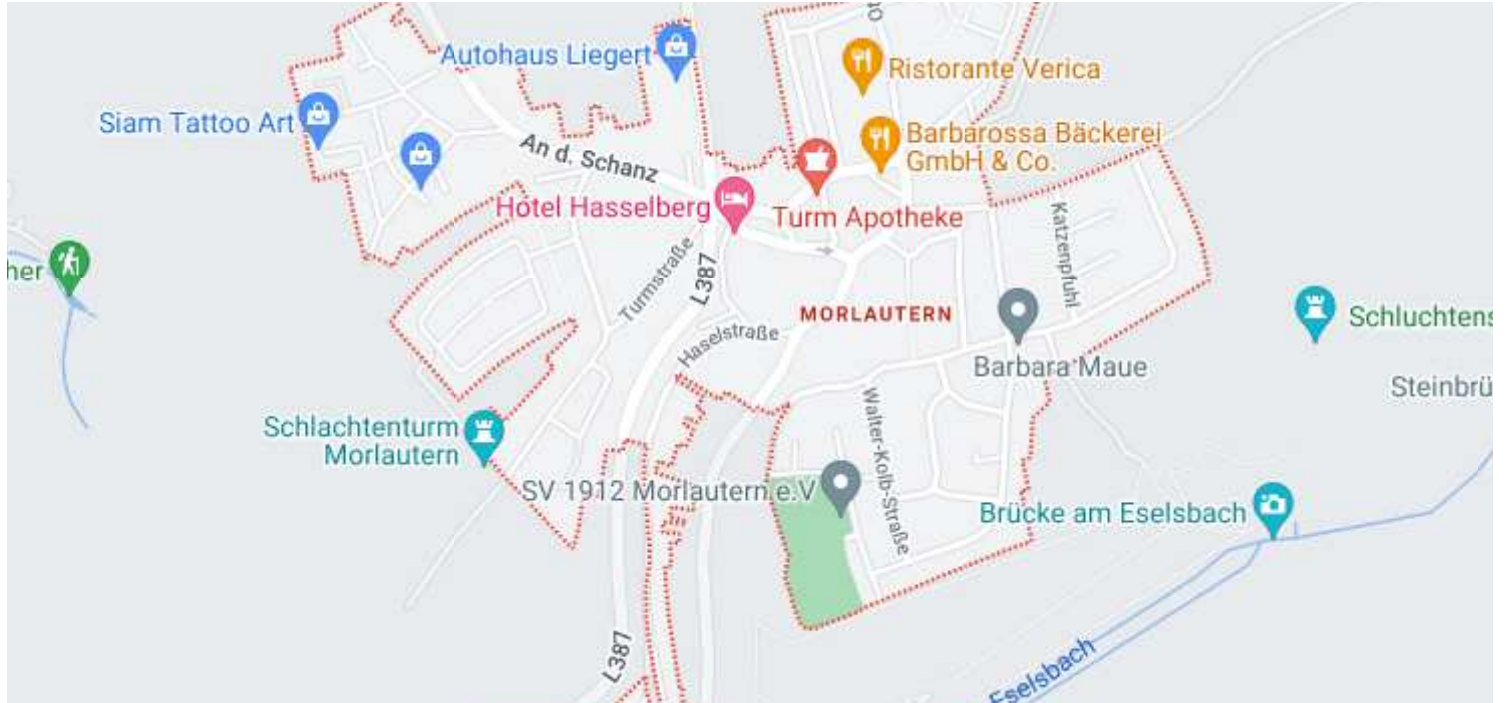 Autohaus Liegert
Ristorante Verica
Siam Tattoo Art
An d. Schanz
Barbarossa Bäckerei
GmbH & Co.
Hotel Hasselberg
Turm Apotheke
Katzenpfuhl
her
Turmstraße
L387
MORLAUTERN
Schluchtens
Haselstraße
Barbara Maue
Steinbrü
Schlachtenturm
Morlautern
Walter-Kolb-Straße
SV 1912 Morlautern e.V
Brücke am Eselsbach
L387
Eselsbach